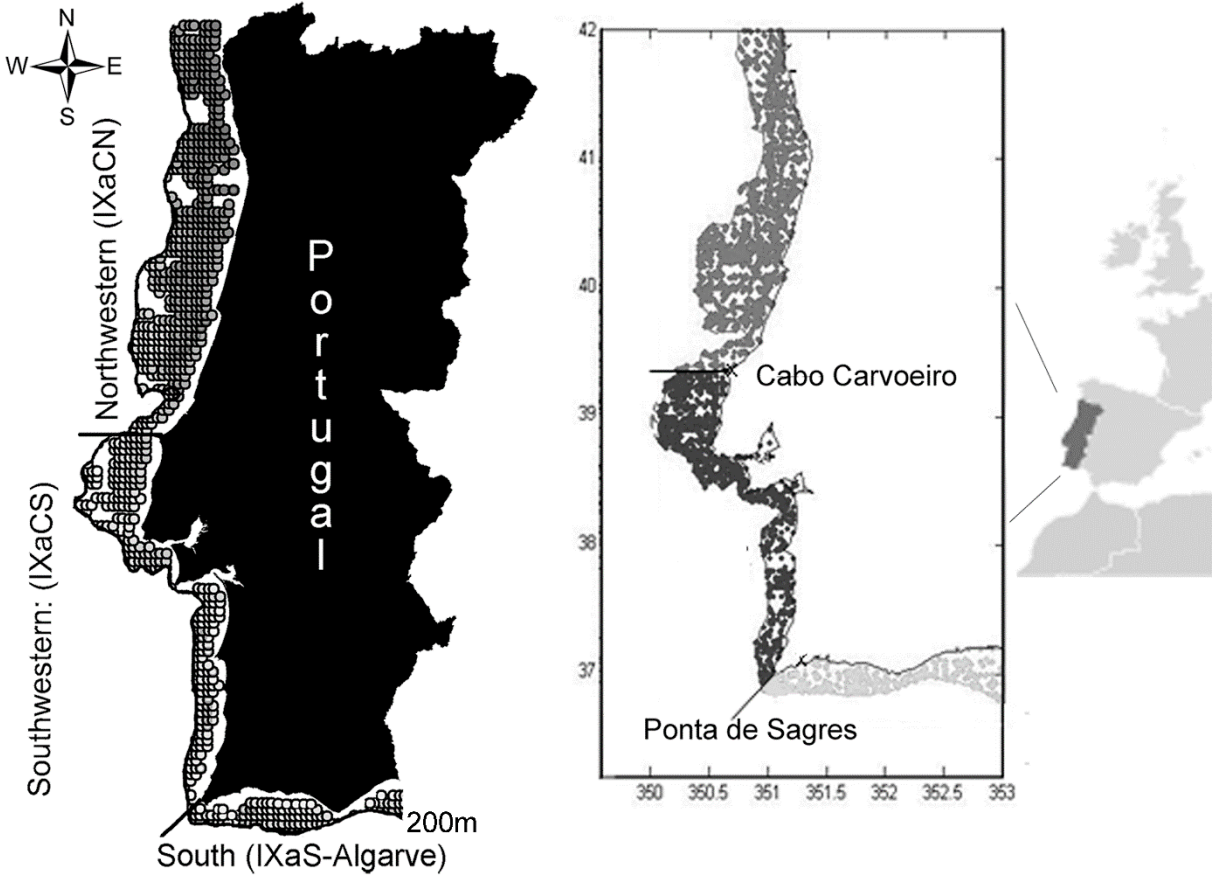 N
W E
S
Northwestern (IXaCN)
Southwestern: (IXaCS)
Portugal
200m
South (IXaS-Algarve)
42
41
40
39
38
37
Cabo Carvoeiro
Ponta de Sagres
350 350.5 351 351.5 352 352.5 353